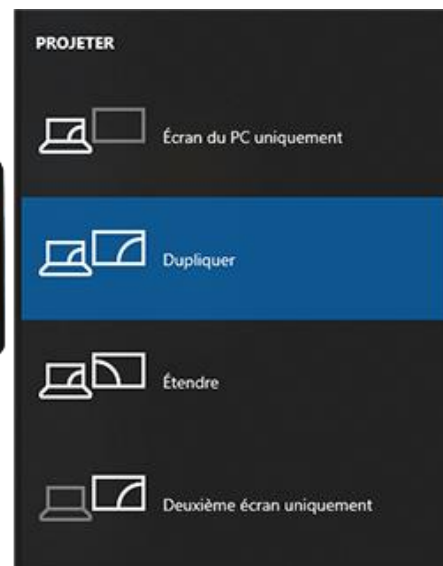 PROJETER
Écran du PC uniquement
Dupliquer
Étendre
Deuxième écran uniquement